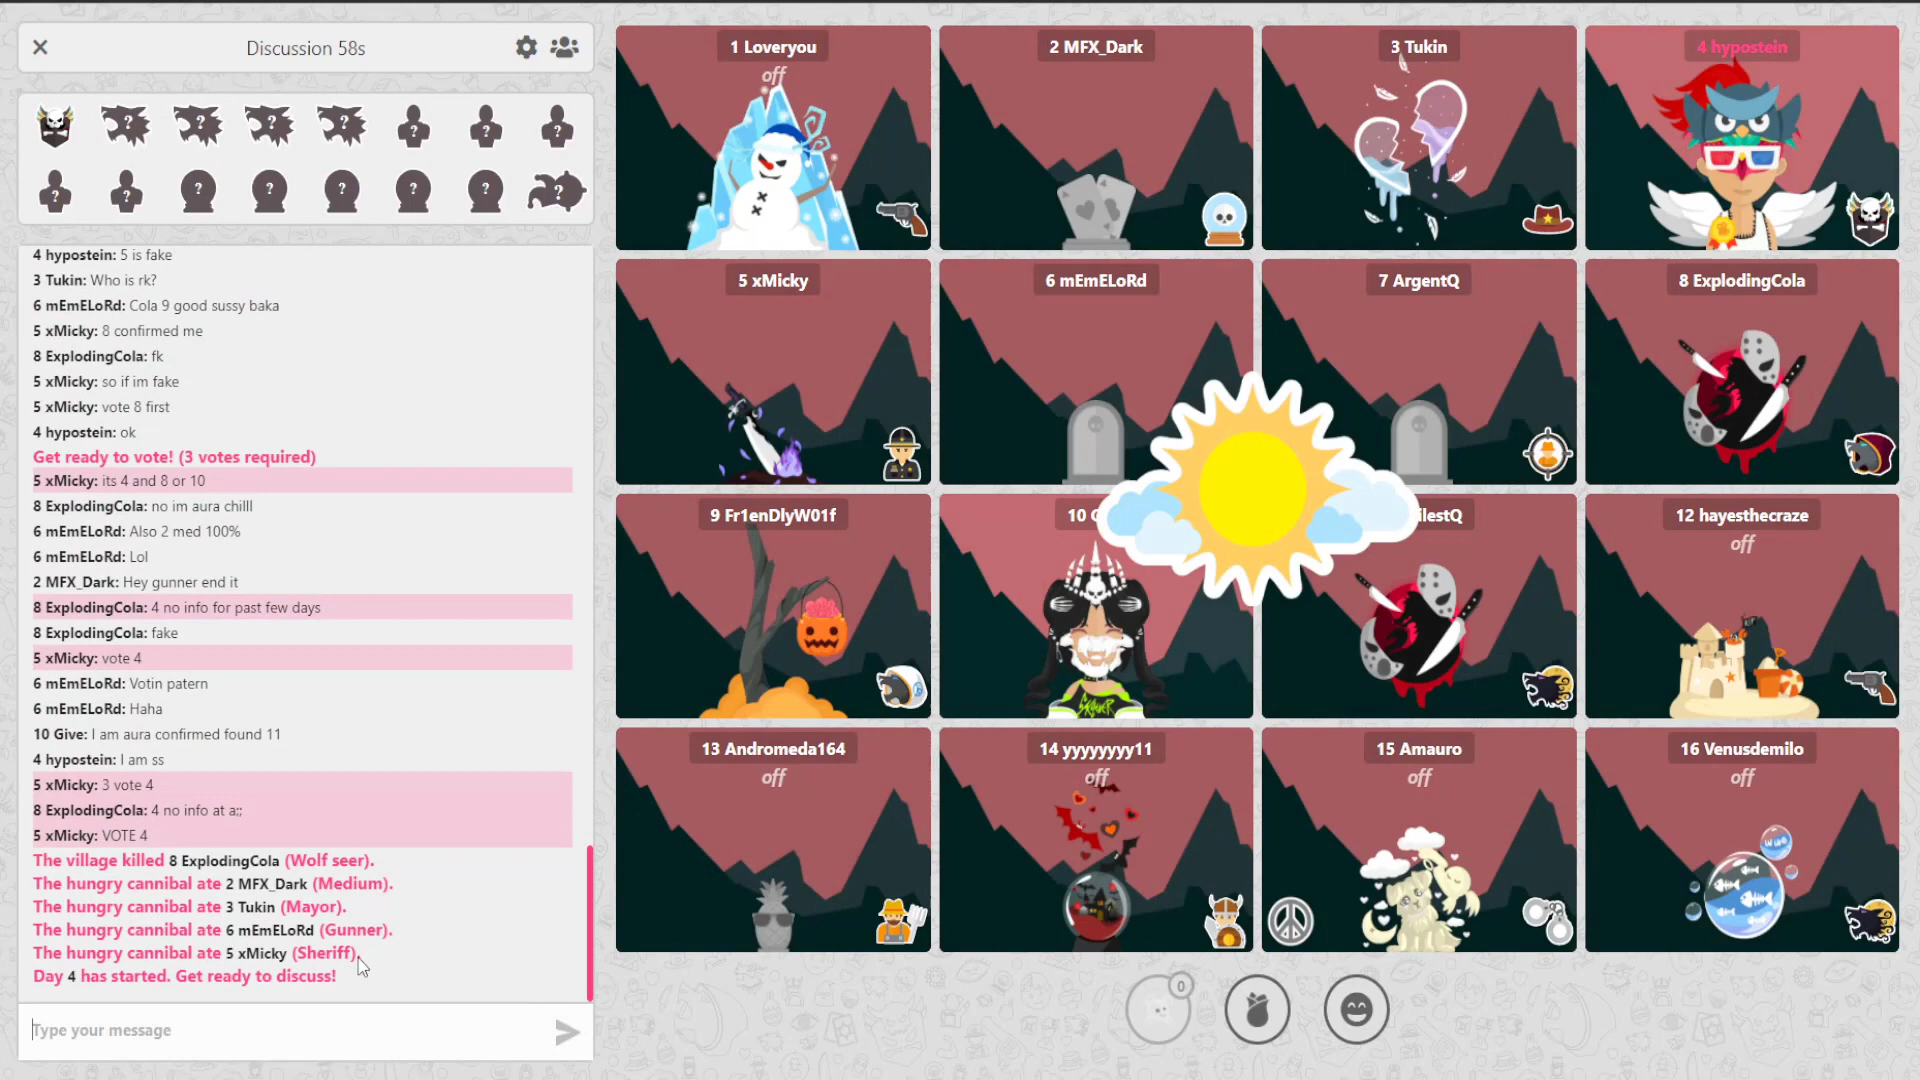 Discussion 58s
4 hypostein: 5 is fake
3 Tukin: Who is rk?
6 mEmELoRd: Cola 9 good sussy baka
5 xMicky: 8 confirmed me
8 ExplodingCola: fk
5 xMicky: so if im fake
5 xMicky: vote 8 first
4 hypostein: ok
Get ready to vote! (3 votes required)
5 xMicky: its 4 and 8 or 10
8 ExplodingCola: no im aura chilll
6 mEmELoRd: Also 2 med 100%
6 mEmELoRd: Lol
2 MFX_Dark: Hey gunner end it
8 ExplodingCola: 4 no info for past few days
8 ExplodingCola: fake
5 xMicky: vote 4
6 mEmELoRd: Votin patern
6 mEmELoRd: Haha
10 Give: I am aura confirmed found 11
4 hypostein: I am ss
5 xMicky: 3 vote 4
8 ExplodingCola: 4 no info at a;;
5 xMicky: VOTE 4
The village killed 8 ExplodingCola (Wolf seer).
The hungry cannibal ate 2 MFX_Dark (Medium).
The hungry cannibal ate 3 Tukin (Mayor).
The hungry cannibal ate 6 mEmELoRd (Gunner).
The hungry cannibal ate 5 xMicky (Sheriff).
Day 4 has started. Get ready to discuss!
Type your message
1 Loveryou
off
2 MFX_Dark
3 Tukin
4 hypostein
5 xMicky
6 mEmELoRd
7 ArgentQ
8 ExplodingCola
9 Fr1enDlyW01f
10 G
lestQ
12 hayesthecraze
off
13 Andromeda164
off
14 yyyyyyyy11
off
15 Amauro
off
16 Venusdemilo
off
0